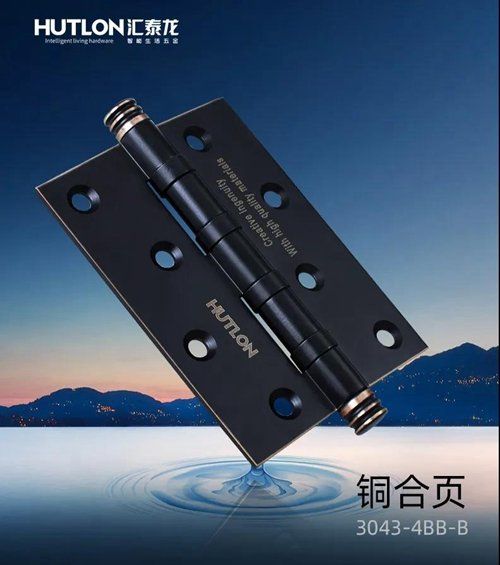 HUTLON汇泰龙
Intelligent living hardware 智能生活五金
Creative Ingenuity
With high quality materials
HUTLON
铜合页
3043-4BB-B